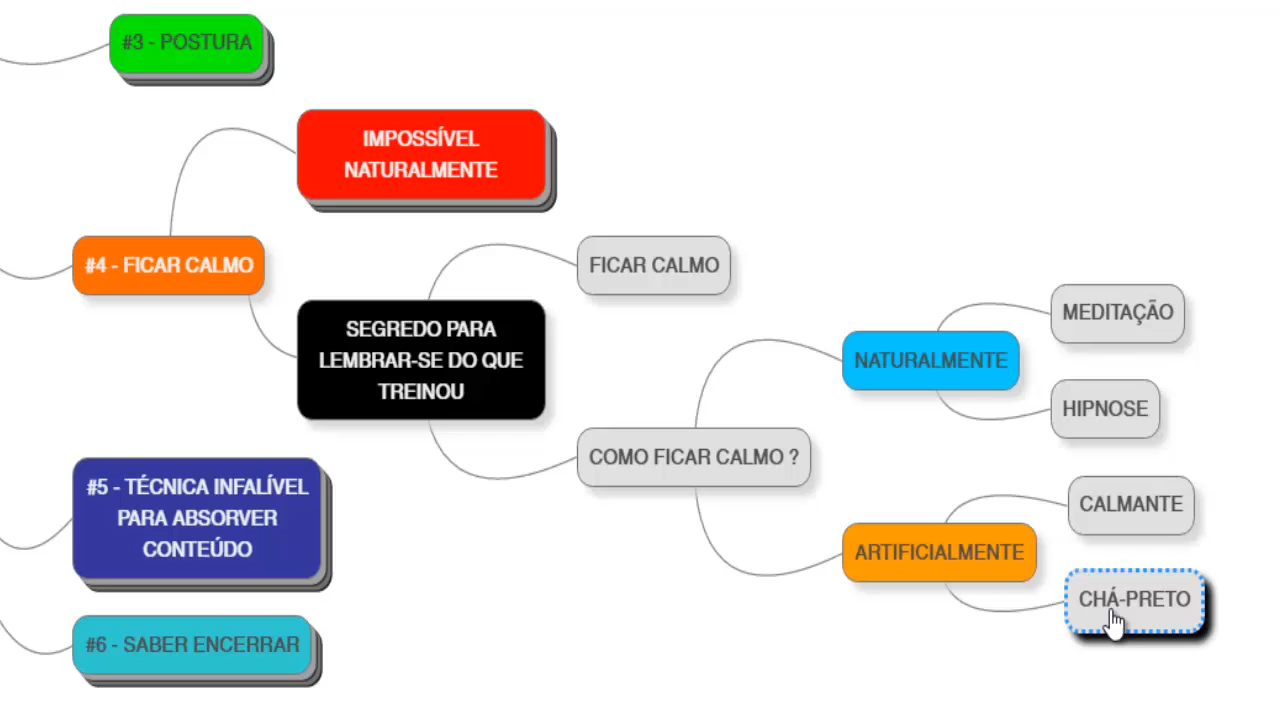 #3 - POSTURA
IMPOSSÍVEL
NATURALMENTE
#4 - FICAR CALMO
SEGREDO PARA
LEMBRAR-SE DO QUE
TREINOU
FICAR CALMO
COMO FICAR CALMO ?
NATURALMENTE
MEDITAÇÃO
HIPNOSE
ARTIFICIALMENTE
CALMANTE
CHÁ-PRETO
#5 - TÉCNICA INFALÍVEL
PARA ABSORVER
CONTEÚDO
#6 - SABER ENCERRAR